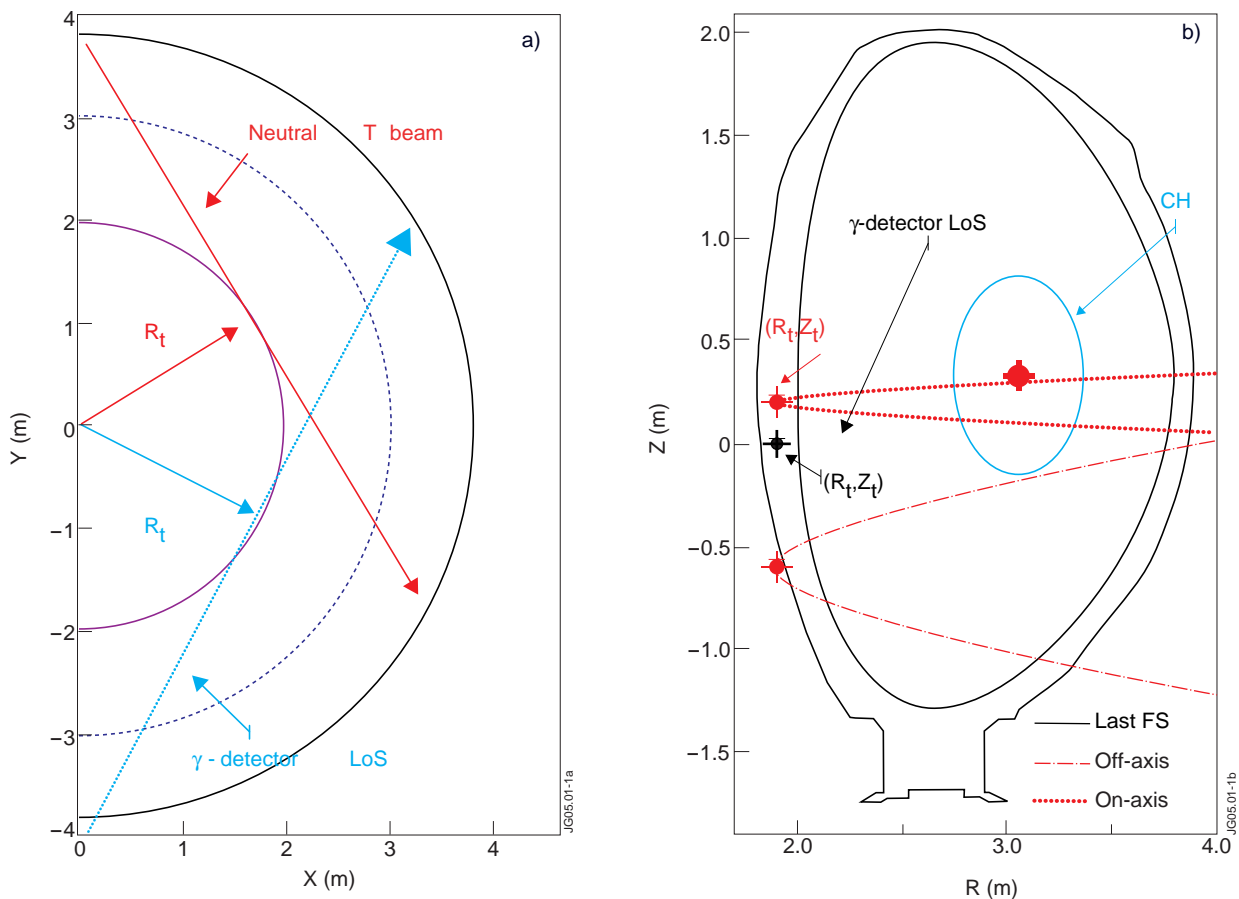 4
3
2
1
0
−1
−2
−3
−4
Y (m)
0
1
2
3
4
X (m)
a)
Neutral T beam
Rt
Rt
γ - detector LoS
JG05.01-1a
2.0
1.5
1.0
0.5
0
−0.5
−1.0
−1.5
Z (m)
2.0
3.0
4.0
R (m)
b)
CH
γ-detector LoS
(Rt,Zt)
(Rt,Zt)
Last FS
Off-axis
On-axis
JG05.01-1b